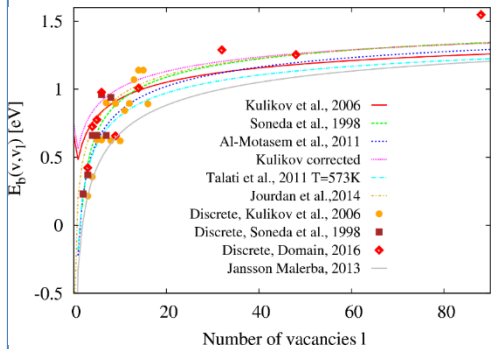 1.5
1
0.5
0
-0.5
E_b(v,v_l) [eV]
Kulikov et al., 2006
Soneda et al., 1998
Al-Motasem et al., 2011
Kulikov corrected
Talati et al. 2011 T=573K
Jourdan et al.,2014
Discrete, Kulikov et al., 2006
Discrete, Soneda et al., 1998
Discrete, Domain, 2016
Jansson Malerba, 2013
0 20 40 60 80
Number of vacancies l